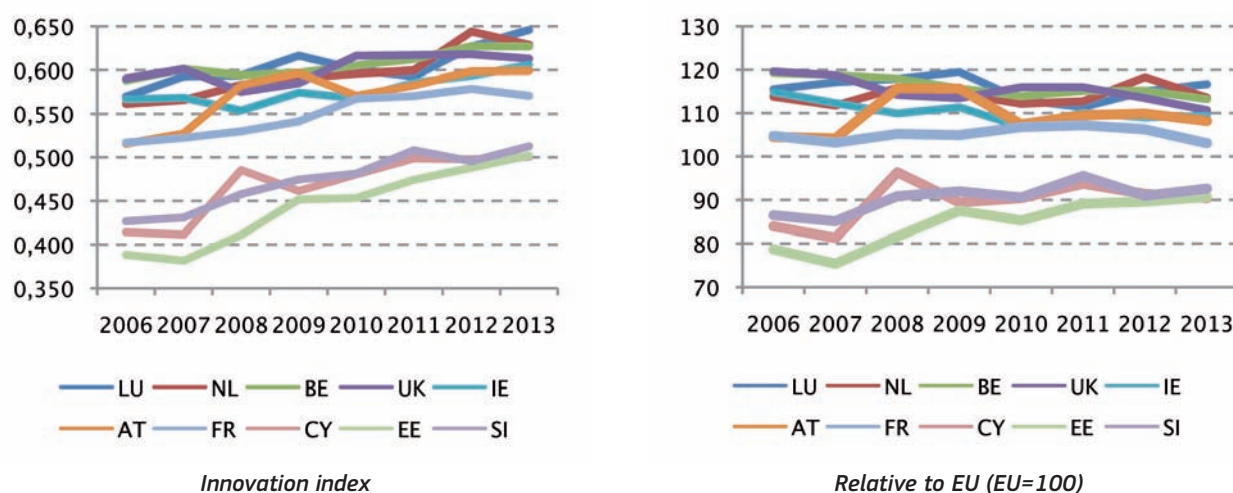 0,650
0,600
0,550
0,500
0,450
0,400
0,350
2006 2007 2008 2009 2010 2011 2012 2013
LU NL BE UK IE
AT FR CY EE SI
Innovation index
130
120
110
100
90
80
70
2006 2007 2008 2009 2010 2011 2012 2013
LU NL BE UK IE
AT FR CY EE SI
Relative to EU (EU=100)